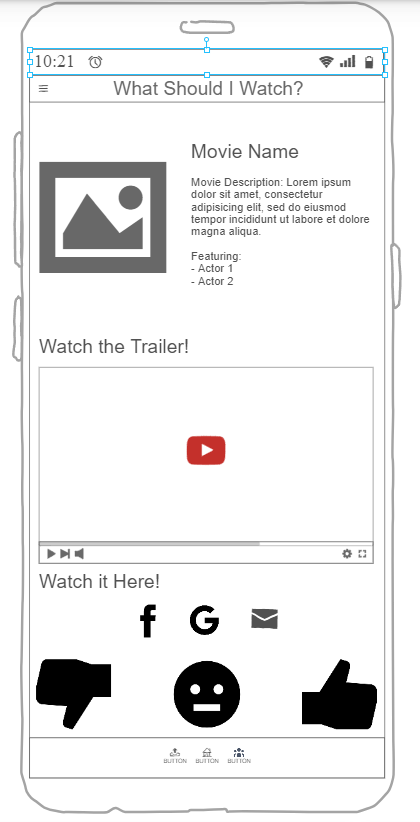 10:21
What Should I Watch?
Movie Name
Movie Description: Lorem ipsum
dolor sit amet, consectetur
adipisicing elit, sed do eiusmod
tempor incididunt ut labore et dolore
magna aliqua.
Featuring:
- Actor 1
- Actor 2
Watch the Trailer!
Watch it Here!
BUTTON BUTTON BUTTON